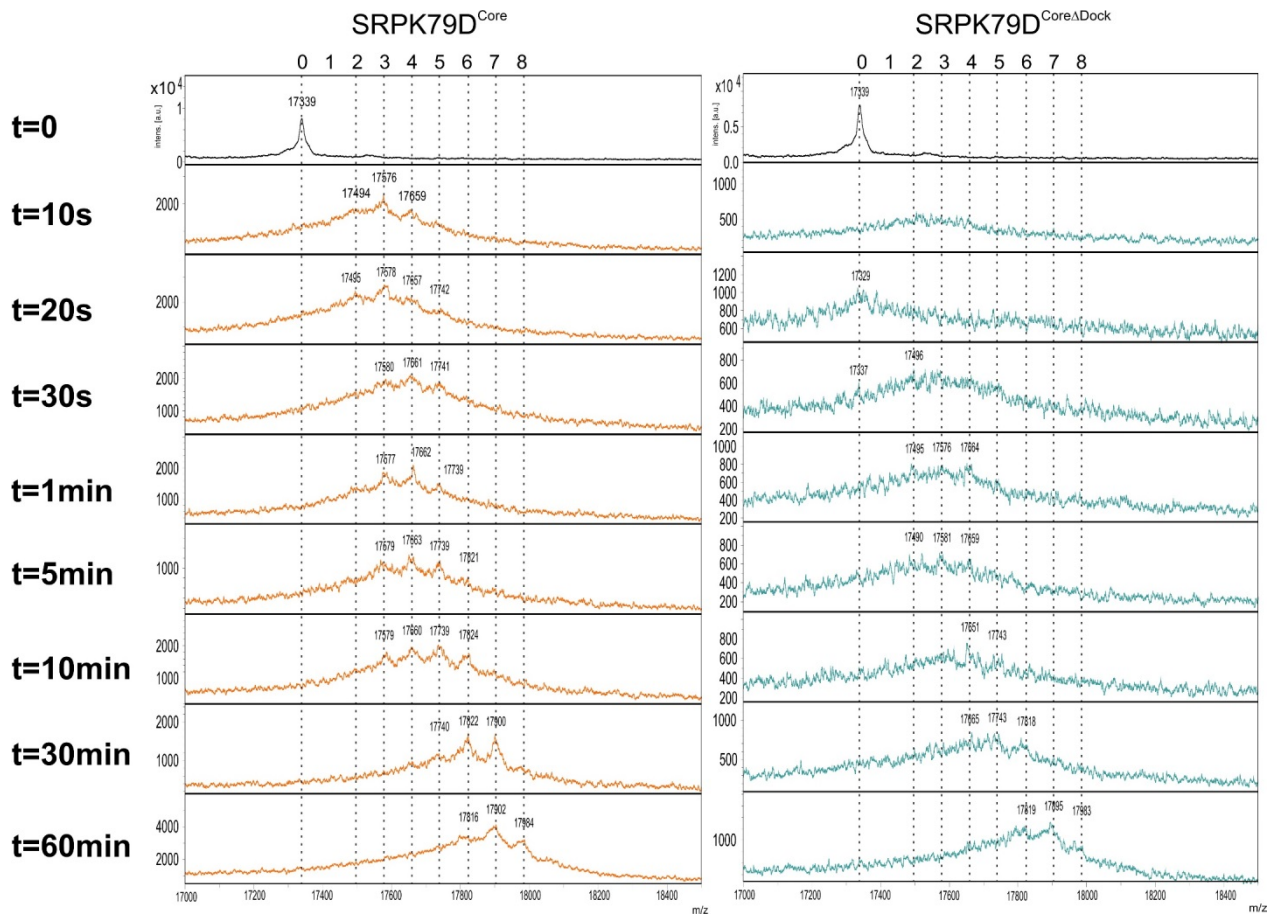 SRPK79D^Core SRPK79D^CoreΔDock
0 1 2 3 4 5 6 7 8 0 1 2 3 4 5 6 7 8
t=0
x10^4
intens. [a.u.]
1
0
17339
x10^4
intens. [a.u.]
0.5
0.0
17339
t=10s
2000
17494 17576 17659
1000
500
t=20s
2000
17495 17578 17657 17742
1200
1000
800
600
17329
t=30s
2000
1000
17580 17661 17741
800
600
400
200
17337 17496
t=1min
2000
1000
17577 17662 17739
1000
800
600
400
200
17495 17576 17664
t=5min
1000
17579 17663 17739 17821
800
600
400
200
17490 17581 17659
t=10min
2000
1000
17579 17660 17739 17824
800
600
400
200
17651 17743
t=30min
2000
1000
17740 17822 17900
1000
500
17665 17743 17818
t=60min
4000
2000
17816 17902 17984
1000
17819 17895 17983
17000 17200 17400 17600 17800 18000 18200 18400 m/z
17000 17200 17400 17600 17800 18000 18200 18400 m/z